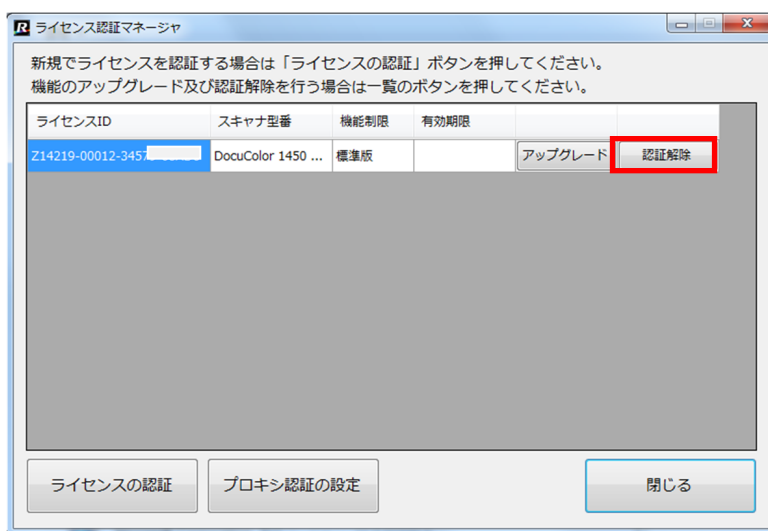 ライセンス認証マネージャ
新規でライセンスを認証する場合は「ライセンスの認証」ボタンを押してください。
機能のアップグレード及び認証解除を行う場合は一覧のボタンを押してください。
ライセンスID スキャナ型番 機能制限 有効期限
Z14219-00012-3457 DocuColor 1450 ... 標準版 アップグレード 認証解除
ライセンスの認証 プロキシ認証の設定 閉じる